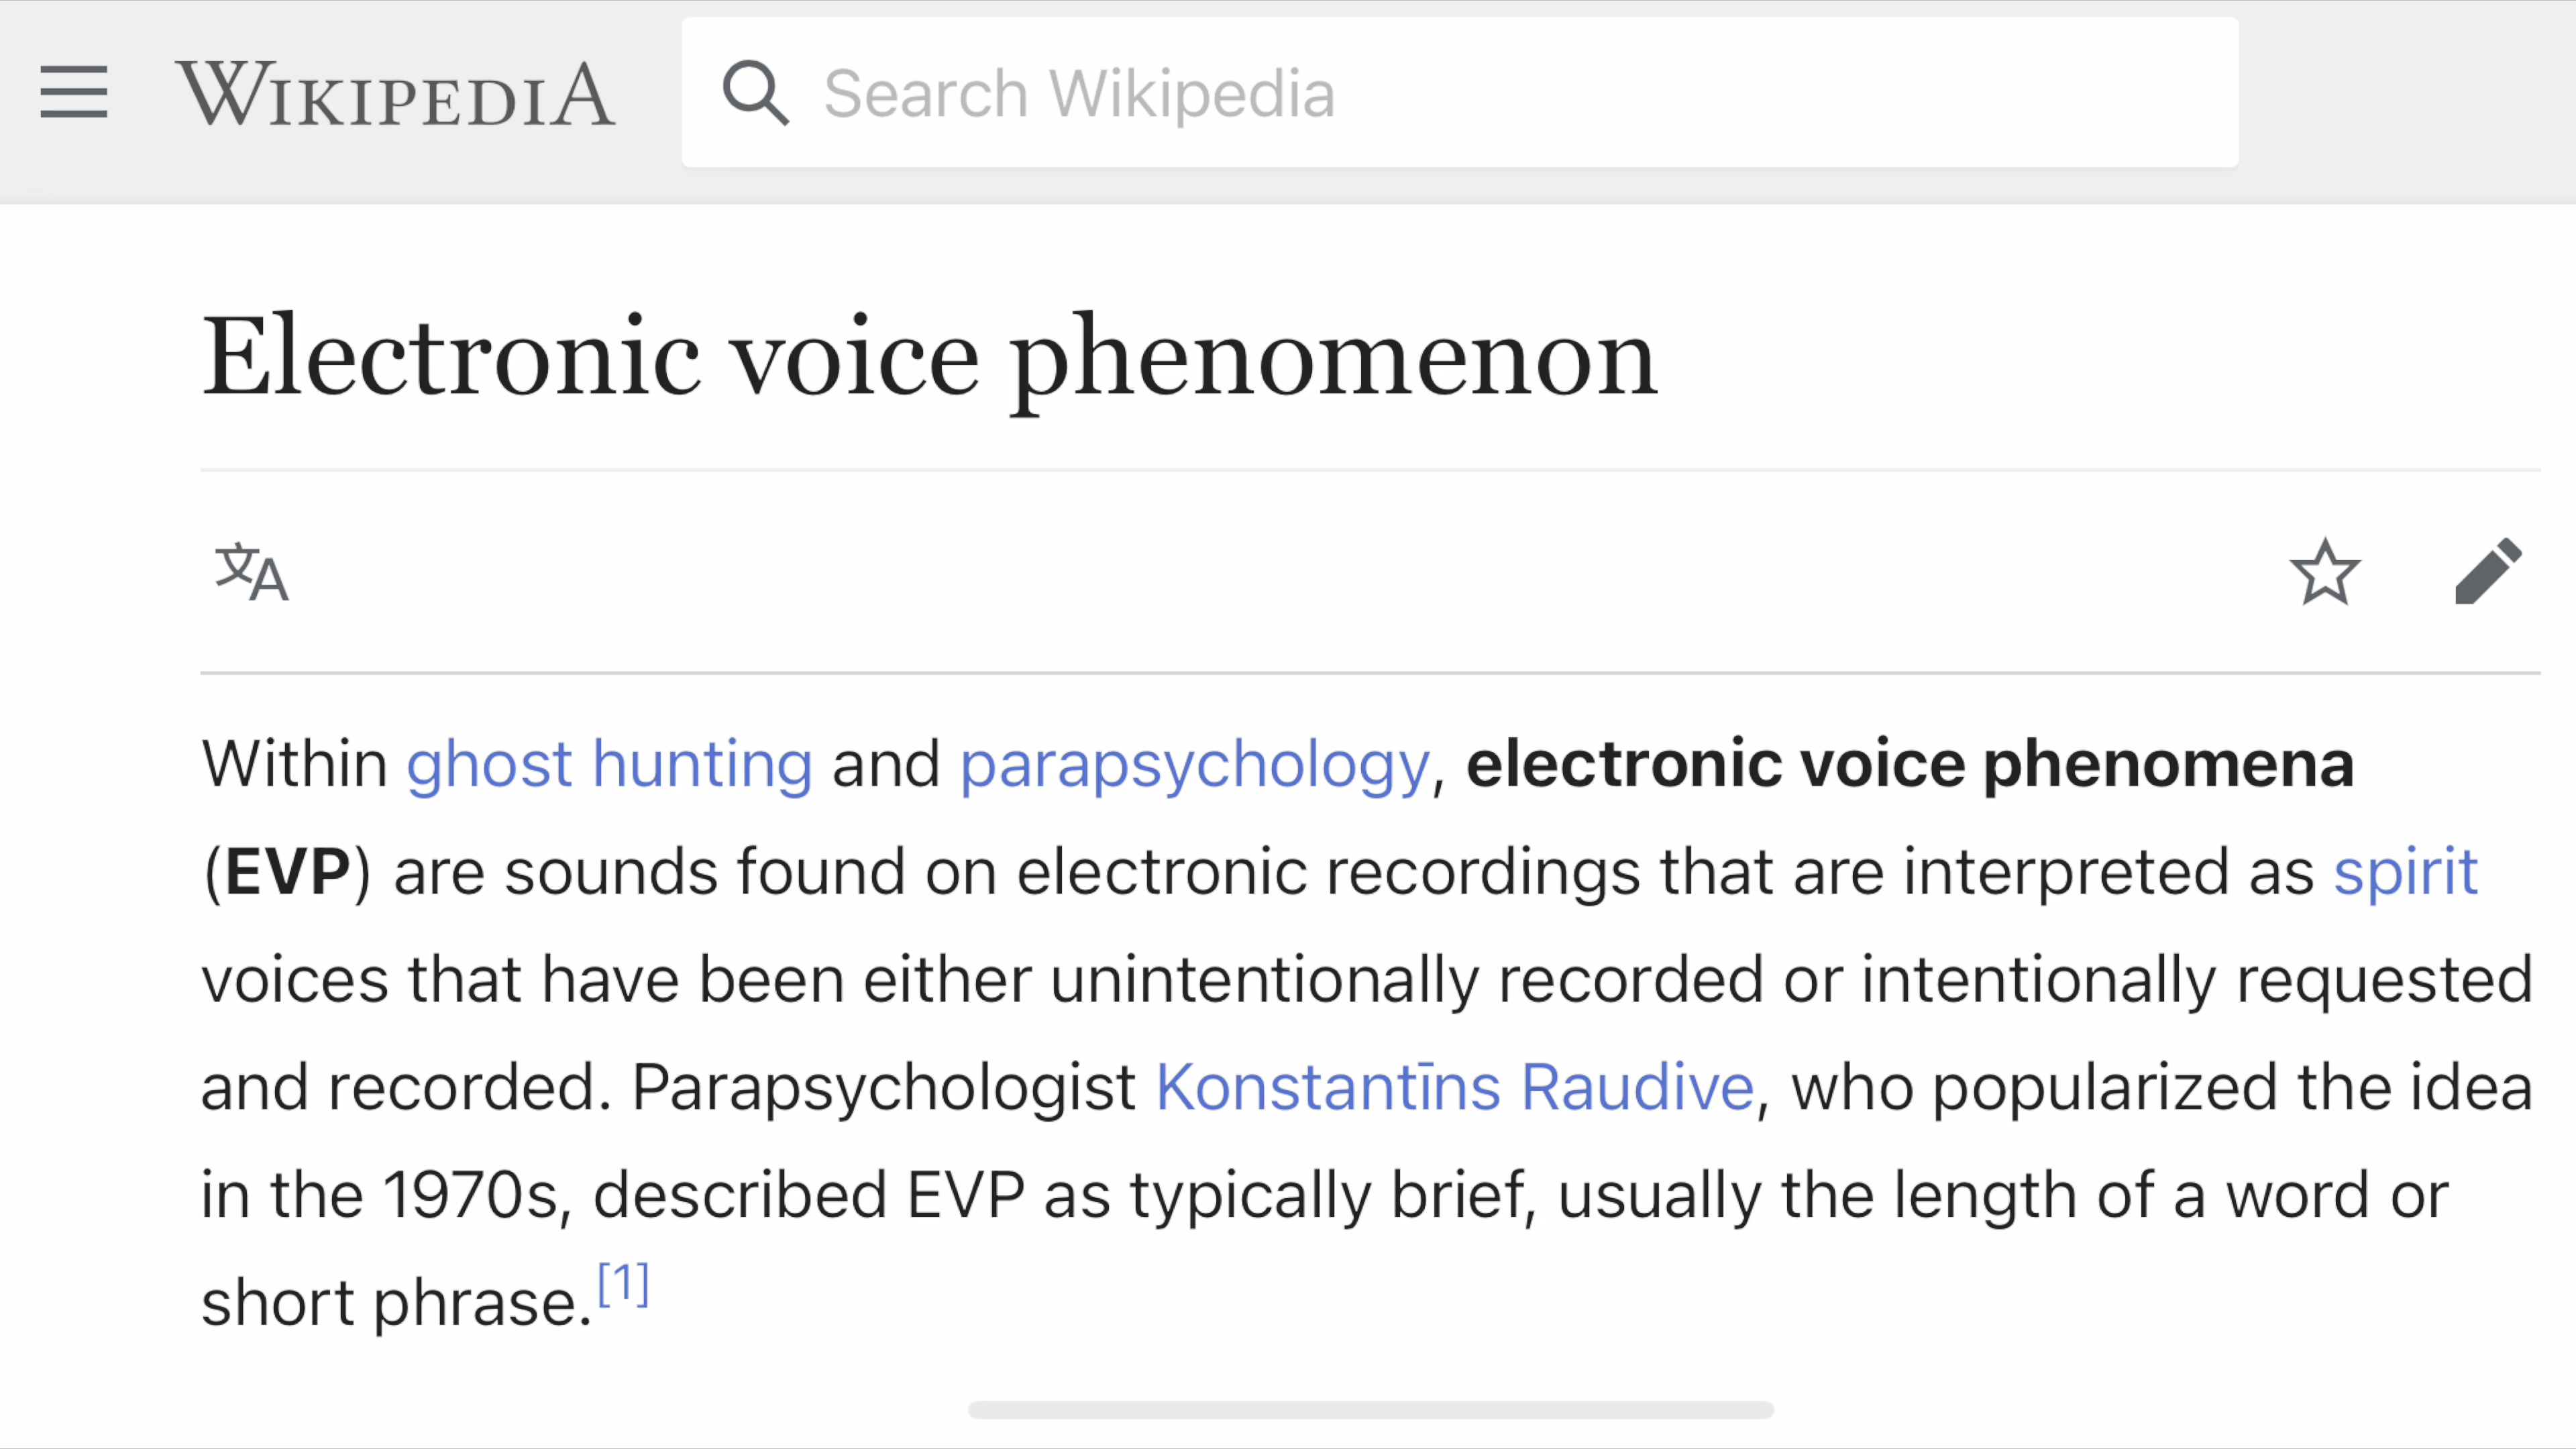 WIKIPEDIA
Search Wikipedia
Electronic voice phenomenon
文A
Within ghost hunting and parapsychology, electronic voice phenomena
(EVP) are sounds found on electronic recordings that are interpreted as spirit
voices that have been either unintentionally recorded or intentionally requested
and recorded. Parapsychologist Konstantīns Raudive, who popularized the idea
in the 1970s, described EVP as typically brief, usually the length of a word or
short phrase.[1]